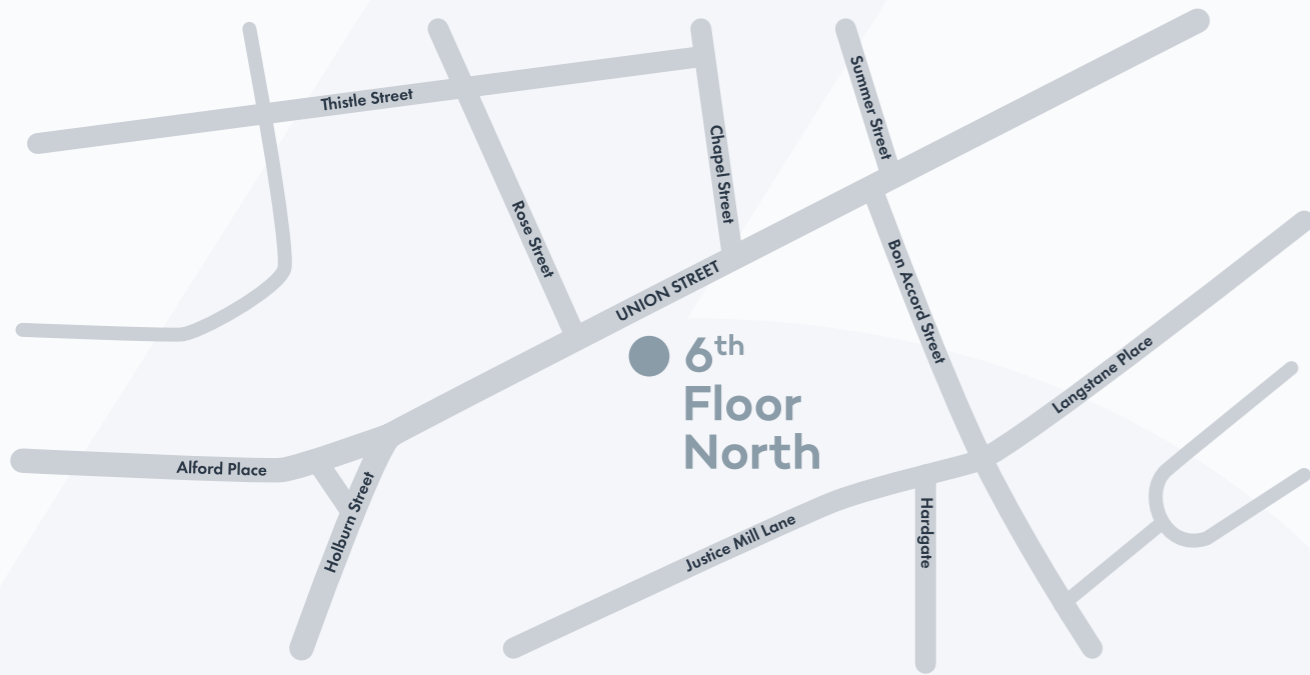 Thistle Street
Summer Street
Chapel Street
Rose Street
UNION STREET
Bon Accord Street
6th
Floor
North
Langstane Place
Alford Place
Holburn Street
Justice Mill Lane
Hardgate